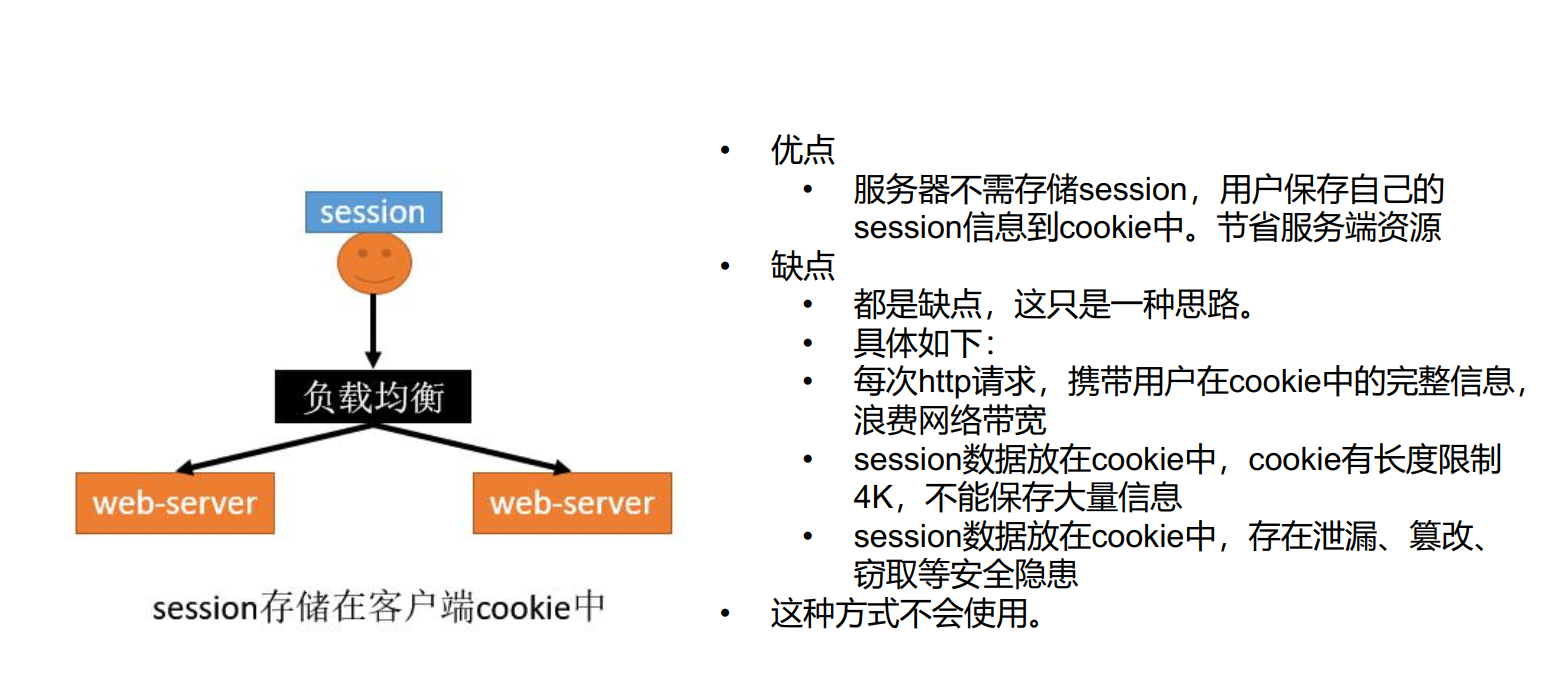 session
负载均衡
web-server
web-server
session存储在客户端cookie中
• 优点
• 服务器不需存储session，用户保存自己的
session信息到cookie中。节省服务端资源
• 缺点
• 都是缺点，这只是一种思路。
• 具体如下：
• 每次http请求，携带用户在cookie中的完整信息，
浪费网络带宽
• session数据放在cookie中，cookie有长度限制
4K，不能保存大量信息
• session数据放在cookie中，存在泄漏、篡改、
窃取等安全隐患
• 这种方式不会使用。